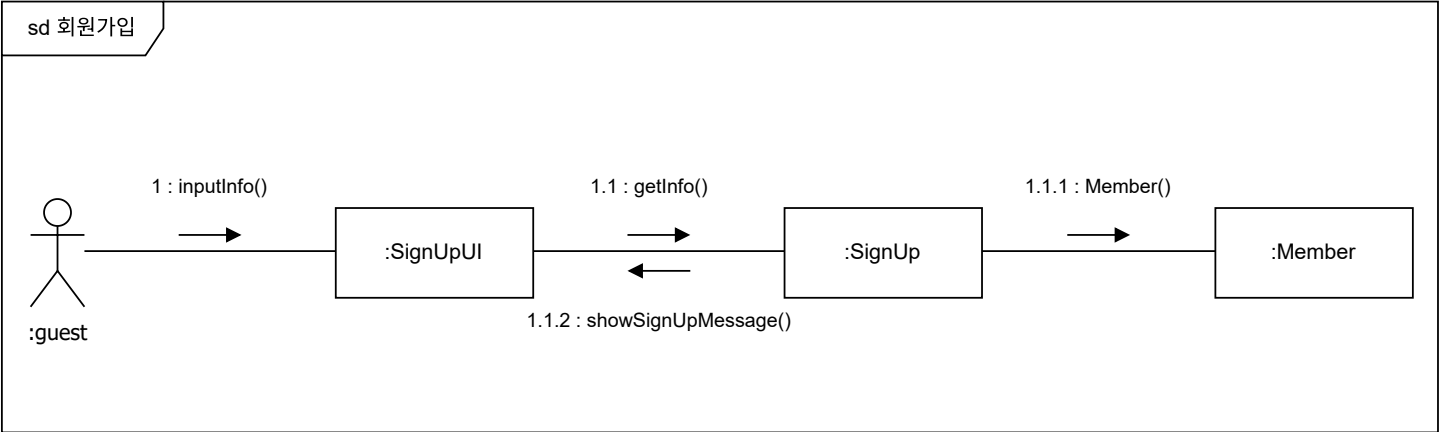 sd 회원가입
1 : inputInfo()
1.1 : getInfo()
1.1.1 : Member()
:SignUpUI
:SignUp
:Member
1.1.2 : showSignUpMessage()
:guest